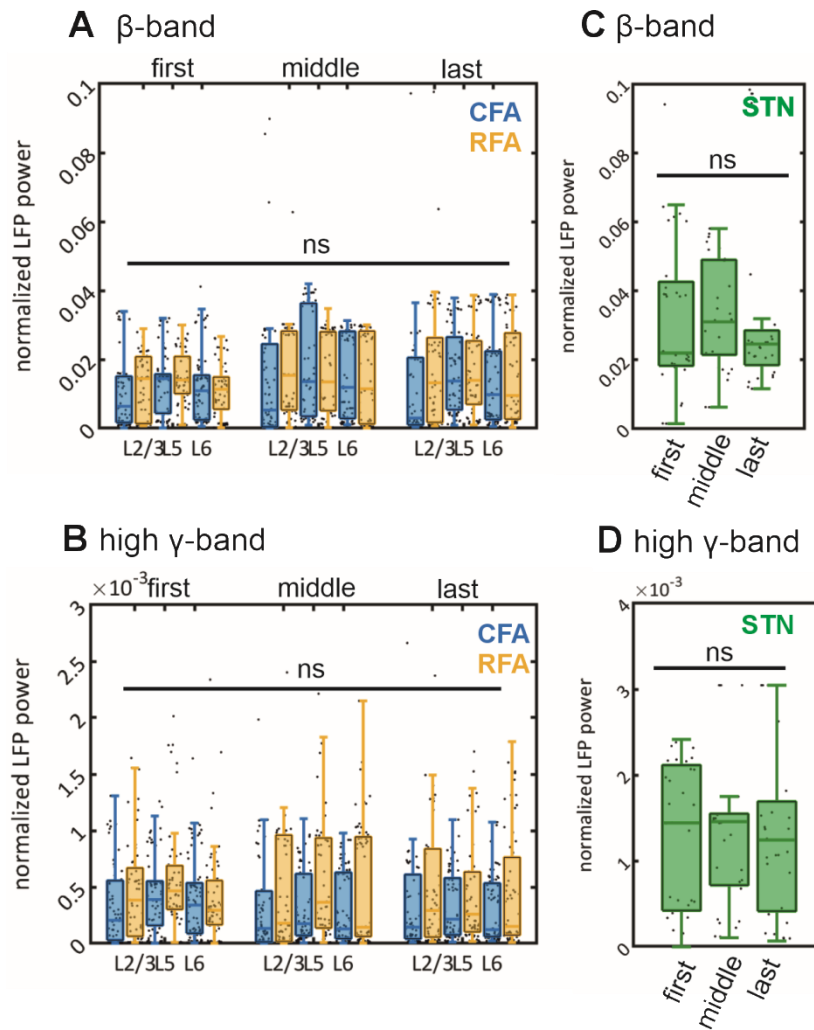 A β-band
first middle last
CFA
RFA
ns
normalized LFP power
0.1
0.08
0.06
0.04
0.02
0
L2/3 L5 L6 L2/3 L5 L6 L2/3 L5 L6
C β-band
STN
ns
normalized LFP power
0.1
0.08
0.06
0.04
0.02
0
first middle last
B high γ-band
×10⁻³
first middle last
CFA
RFA
ns
normalized LFP power
3
2.5
2
1.5
1
0.5
0
L2/3 L5 L6 L2/3 L5 L6 L2/3 L5 L6
D high γ-band
×10⁻³
STN
ns
normalized LFP power
4
3
2
1
0
first middle last